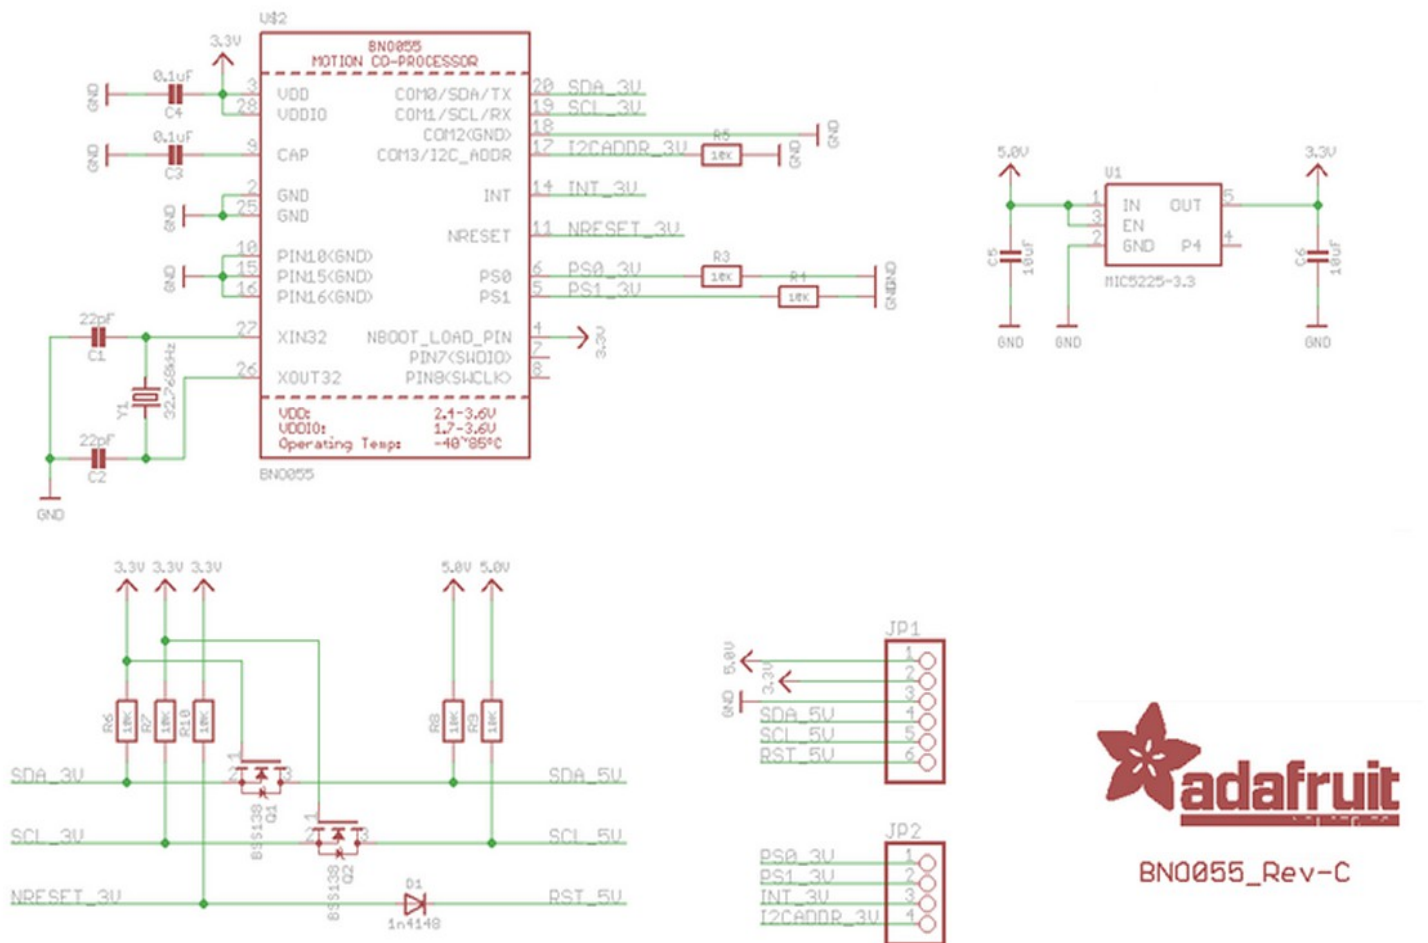 U$2
BNO055
MOTION CO-PROCESSOR
3.3V
GND
0.1uF
C4
3
VDD
28
VDDIO
GND
0.1uF
C3
9
CAP
GND
2
GND
25
GND
GND
10
PIN10(GND)
15
PIN15(GND)
16
PIN16(GND)
22pF
C1
27
XIN32
26
XOUT32
Y1
32.768kHz
22pF
C2
GND
COM0/SDA/TX
20
SDA_3V
COM1/SCL/RX
19
SCL_3V
COM2(GND)
18
GND
COM3/I2C_ADDR
17
I2CADDR_3V
R5
10K
GND
INT
14
INT_3V
NRESET
11
NRESET_3V
PS0
6
PS0_3V
R3
10K
GND
PS1
5
PS1_3V
10K
GND
NBOOT_LOAD_PIN
4
3.3V
PIN7(SWDIO)
7
PIN8(SWCLK)
8
VDD: 2.4-3.6V
VDDIO: 1.7-3.6V
Operating Temp: -40~85°C
BNO055
5.0V
3.3V
U1
1
IN
OUT
5
3
EN
2
GND
P4
4
MIC5225-3.3
C5
10uF
C6
10uF
GND
GND
GND
3.3V 3.3V 3.3V
5.0V 5.0V
R6
10K
R7
10K
R10
10K
R8
10K
R9
10K
SDA_3V
1
2
3
BSS138
Q1
SDA_5V
SCL_3V
1
2
3
BSS138
Q2
SCL_5V
NRESET_3V
D1
1n4148
RST_5V
JP1
5.0V
1
3.3V
2
GND
3
SDA_5V
4
SCL_5V
5
RST_5V
6
JP2
PS0_3V
1
PS1_3V
2
INT_3V
3
I2CADDR_3V
4
adafruit
BNO055_Rev-C